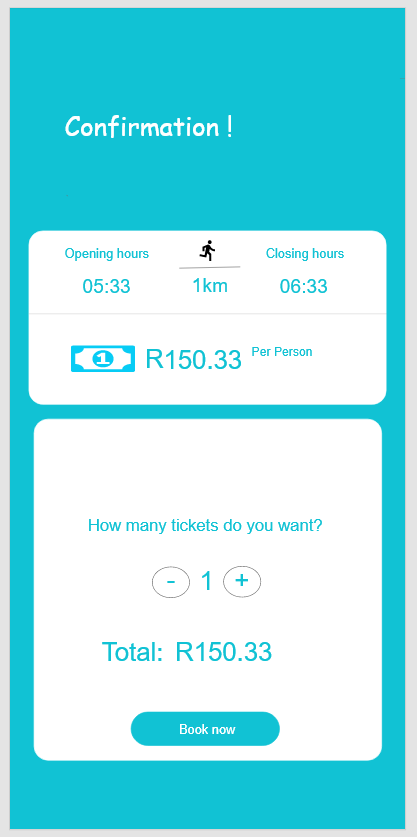 Confirmation !
Opening hours
Closing hours
05:33
1km
06:33
1
R150.33 Per Person
How many tickets do you want?
- 1 +
Total: R150.33
Book now